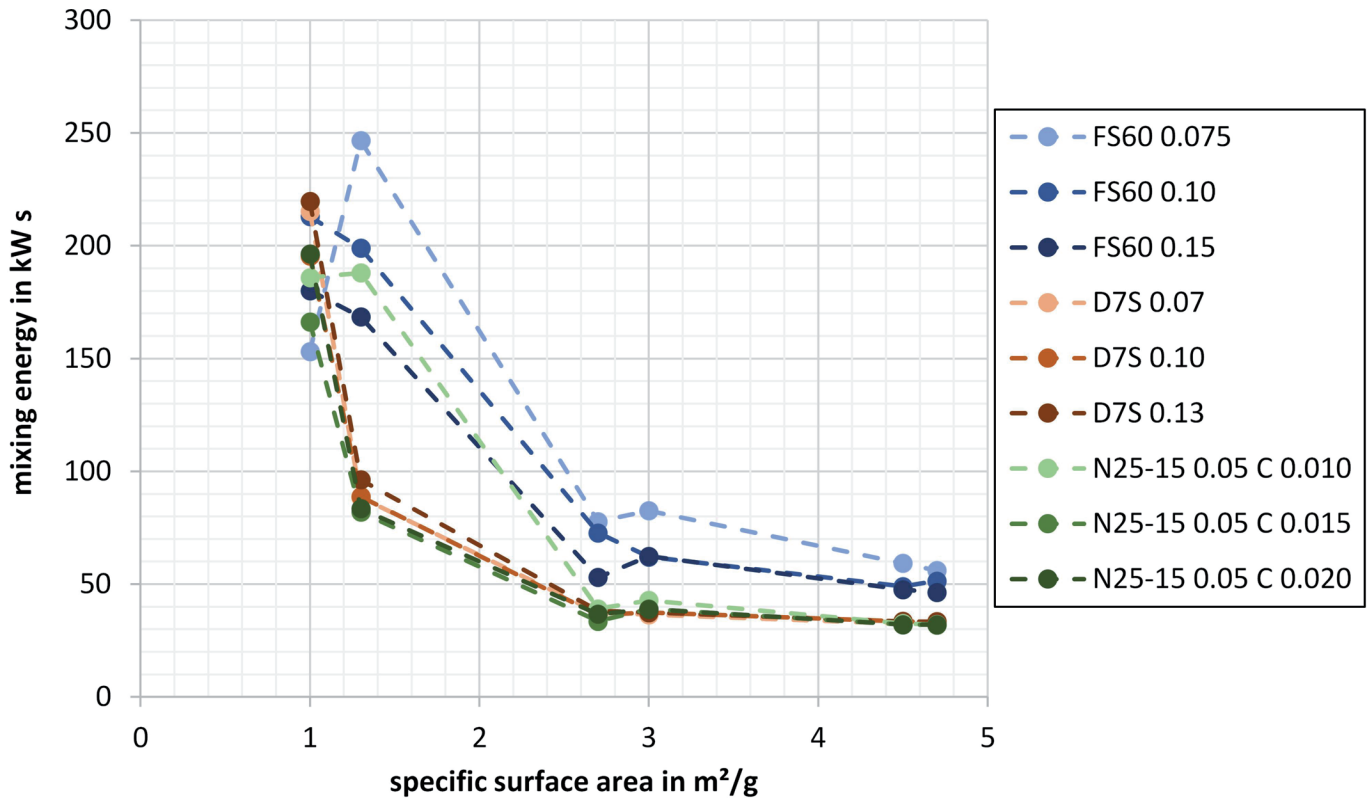 300
250
200
150
100
50
0
mixing energy in kW s
0 1 2 3 4 5
specific surface area in m²/g
FS60 0.075
FS60 0.10
FS60 0.15
D7S 0.07
D7S 0.10
D7S 0.13
N25-15 0.05 C 0.010
N25-15 0.05 C 0.015
N25-15 0.05 C 0.020